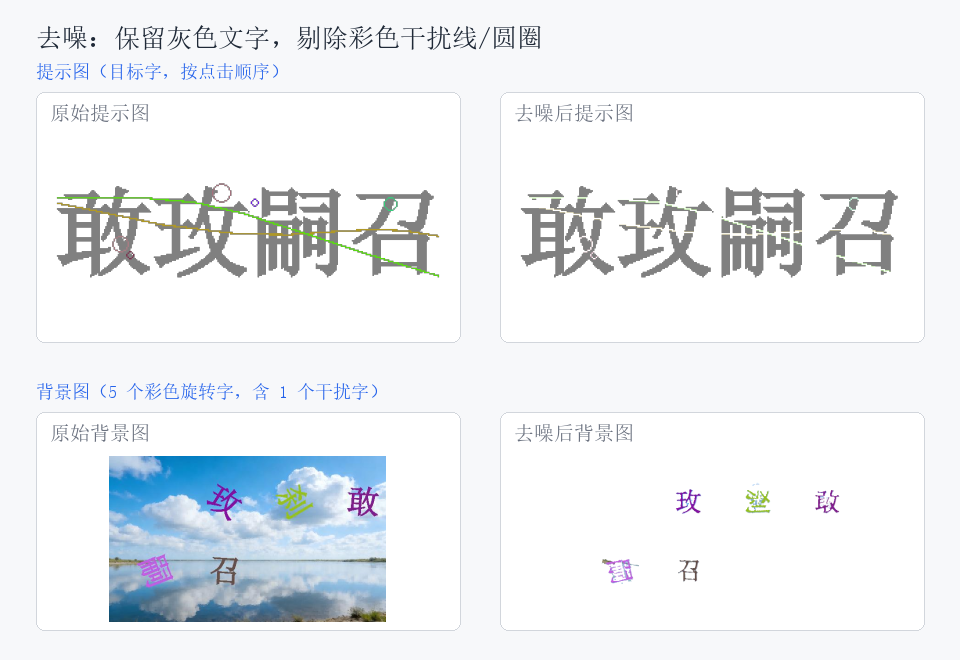 去噪：保留灰色文字，剔除彩色干扰线/圆圈
提示图（目标字，按点击顺序）
原始提示图
去噪后提示图
敢玫嗣召
敢玫嗣召
背景图（5 个彩色旋转字，含 1 个干扰字）
原始背景图
去噪后背景图
玫 敢
玫 敢
嗣 召
嗣 召